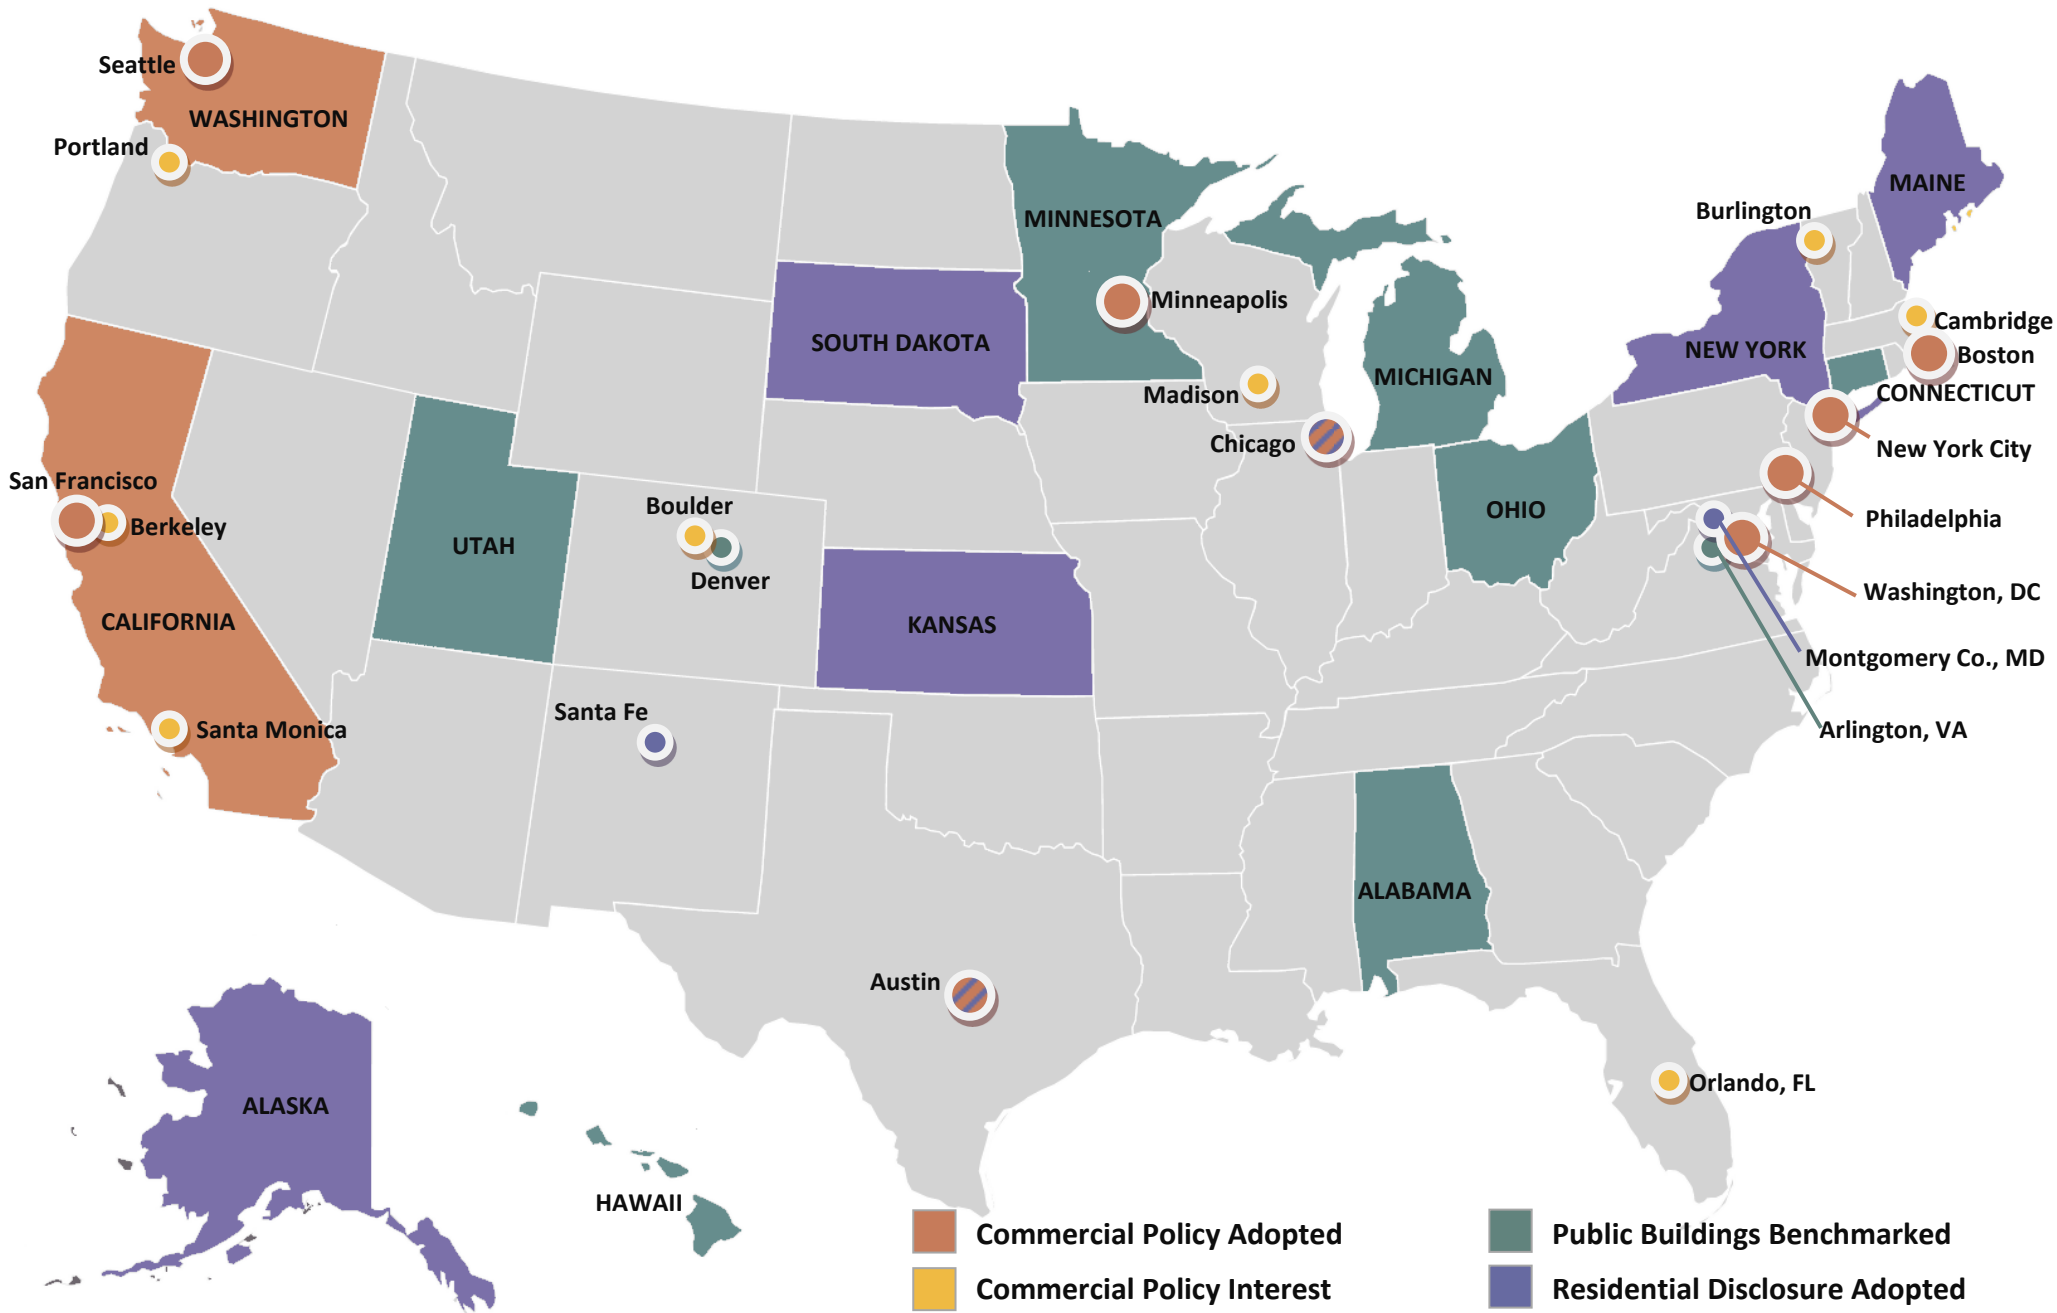 Seattle
WASHINGTON
Portland
MINNESOTA
MAINE
Burlington
Minneapolis
SOUTH DAKOTA
Cambridge
NEW YORK
Boston
MICHIGAN
Madison
CONNECTICUT
Chicago
New York City
San Francisco
Berkeley
Boulder
OHIO
Philadelphia
UTAH
Denver
Washington, DC
CALIFORNIA
KANSAS
Montgomery Co., MD
Santa Fe
Santa Monica
Arlington, VA
ALABAMA
Austin
Orlando, FL
ALASKA
HAWAII
Commercial Policy Adopted
Commercial Policy Interest
Public Buildings Benchmarked
Residential Disclosure Adopted